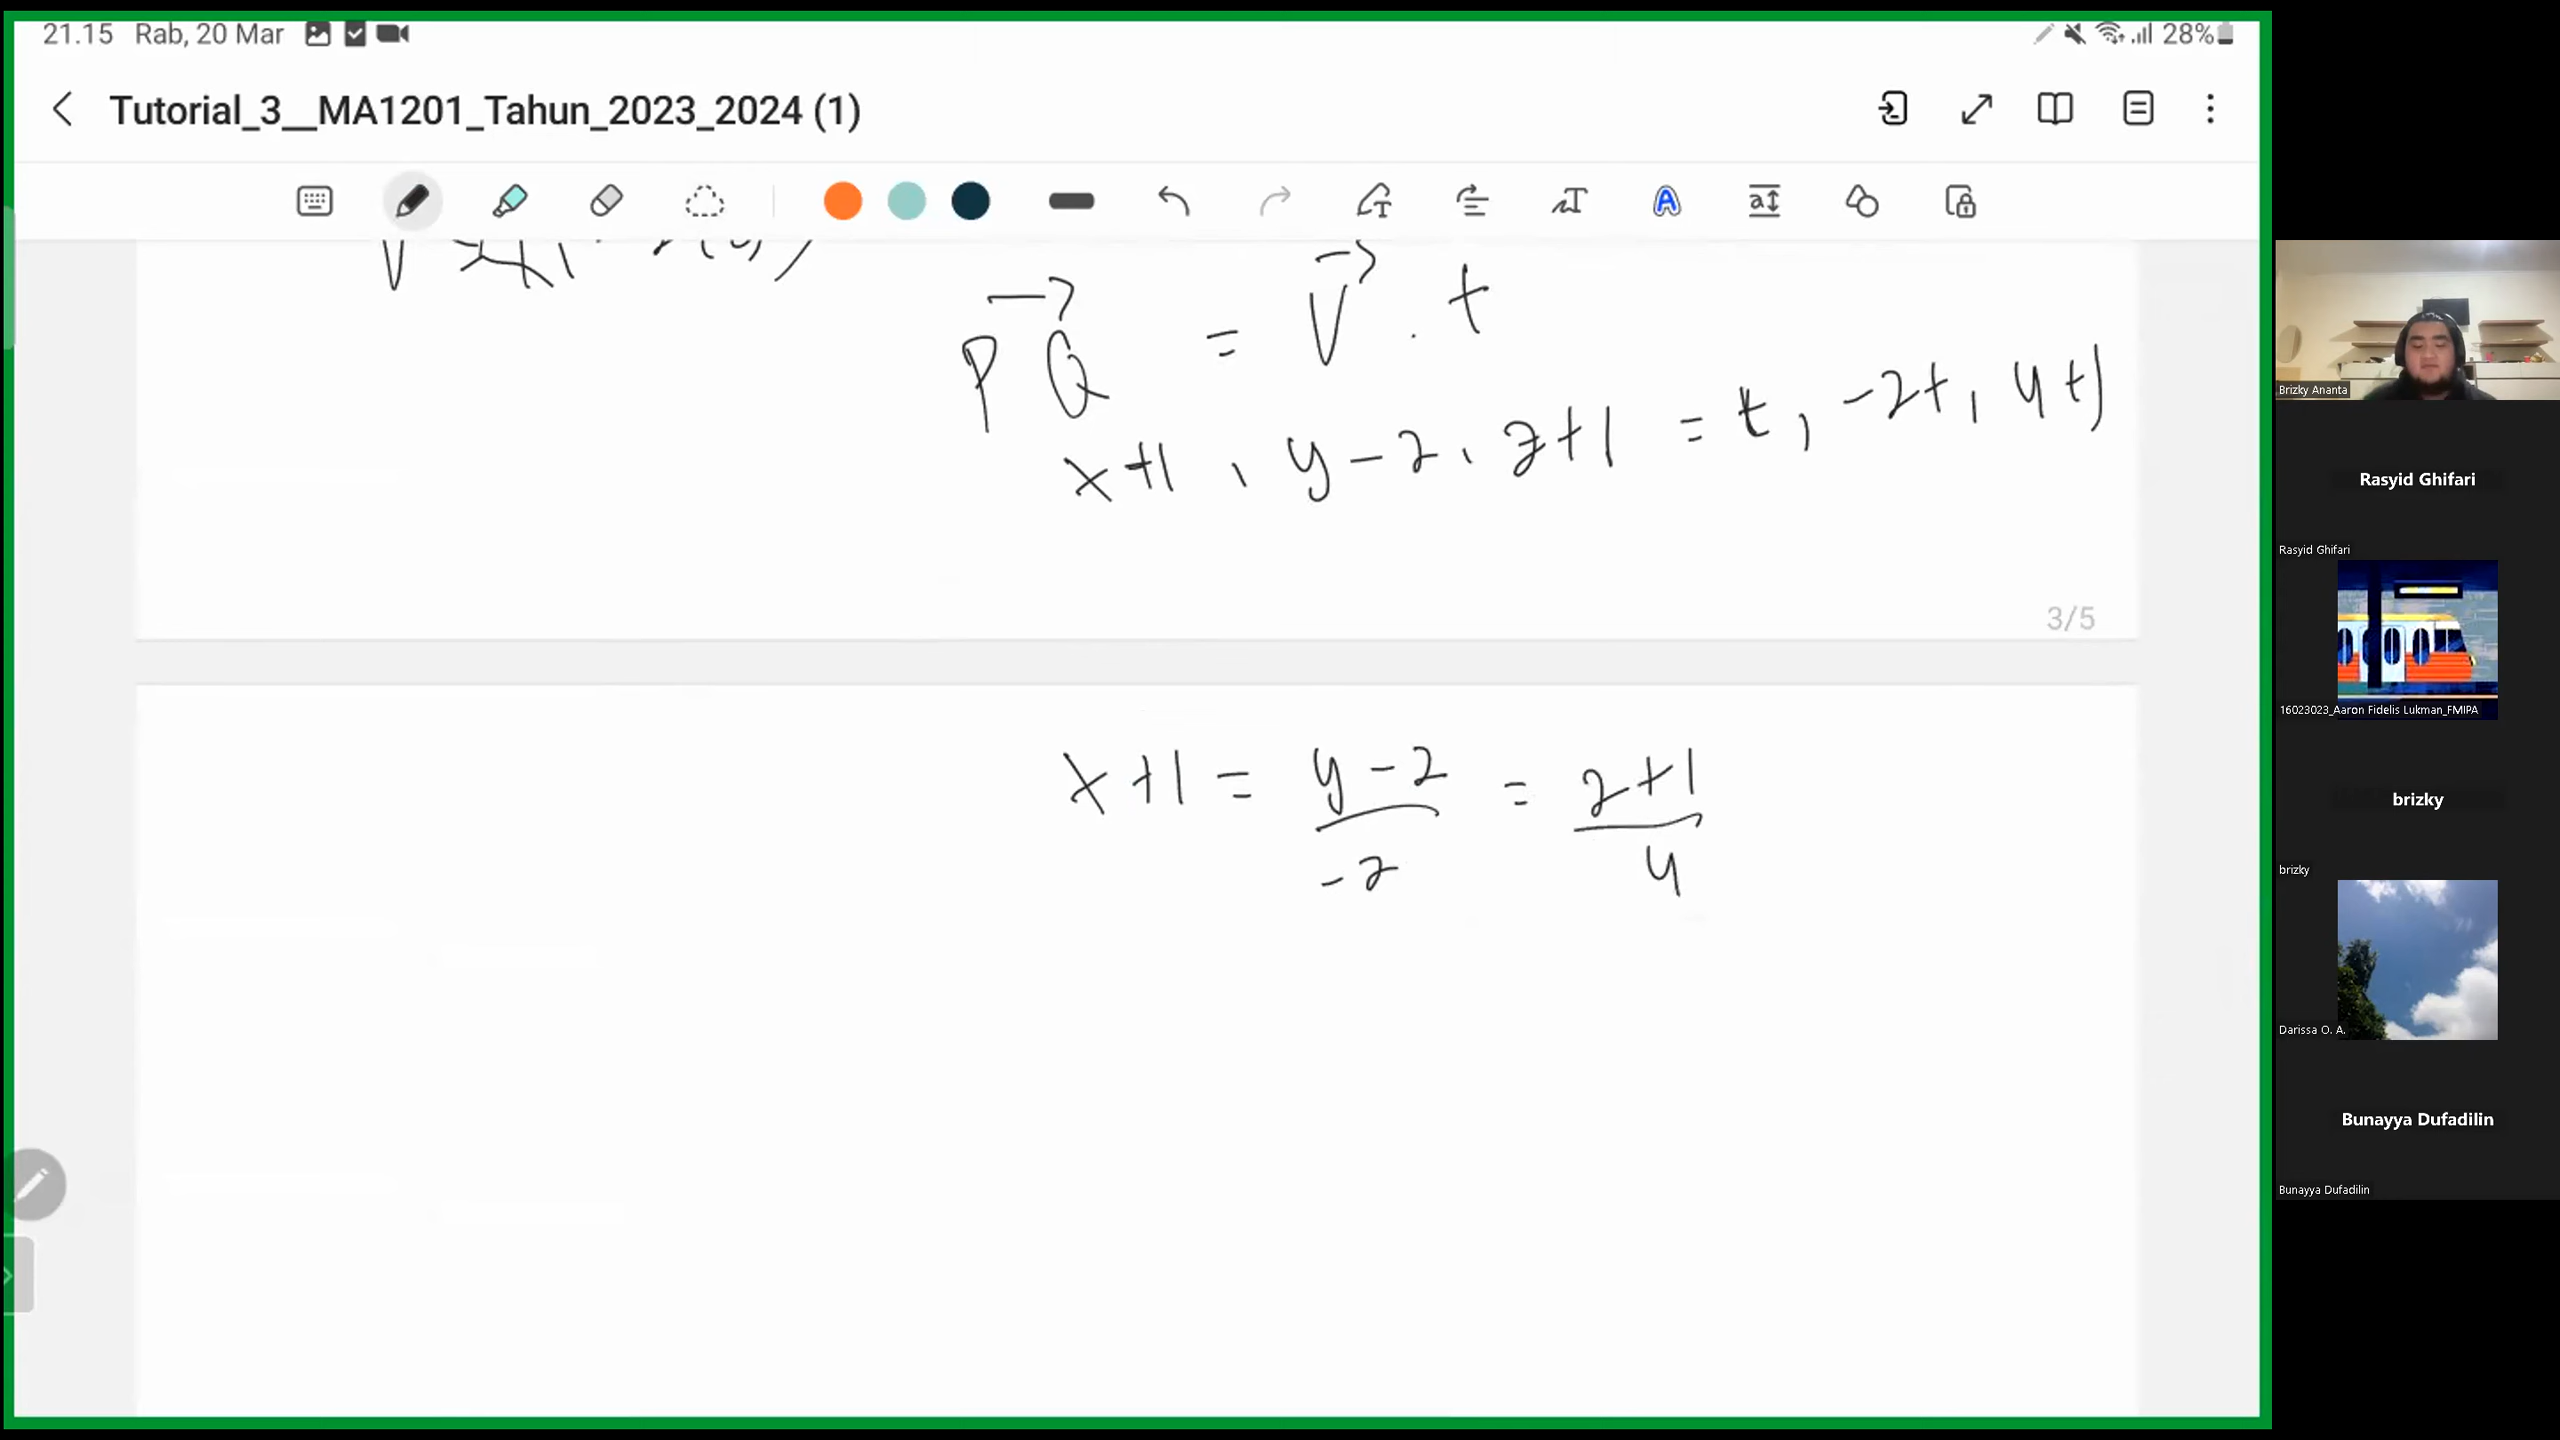 21.15 Rab, 20 Mar 28%
Tutorial_3__MA1201_Tahun_2023_2024 (1)
PQ = V . t
x+1 , y-2 , z+1 = t, -2t, 4t)
3/5
x+1 = y-2 = z+1
-2 4
Brizky Ananta
Rasyid Ghifari
Rasyid Ghifari
16023023_Aaron Fidelis Lukman_FMIPA
brizky
brizky
Darissa O. A.
Bunayya Dufadilin
Bunayya Dufadilin